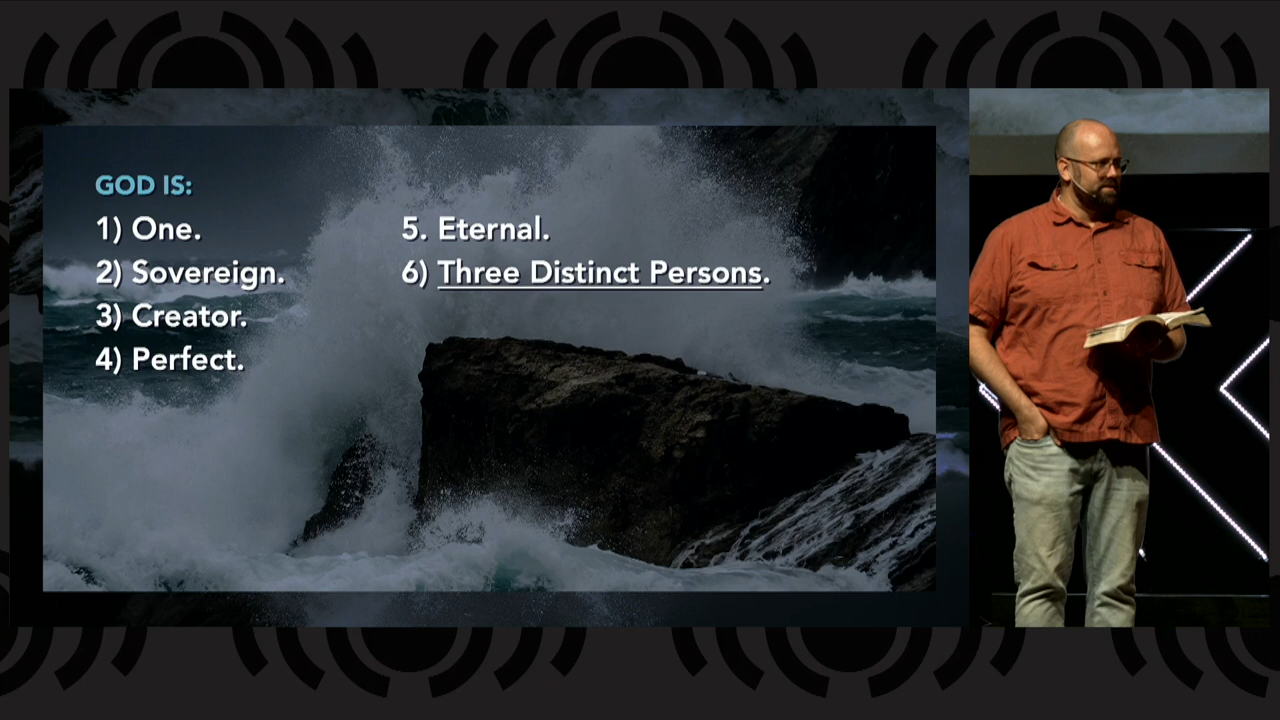 GOD IS:
1) One.
2) Sovereign.
3) Creator.
4) Perfect.
5. Eternal.
6) Three Distinct Persons.